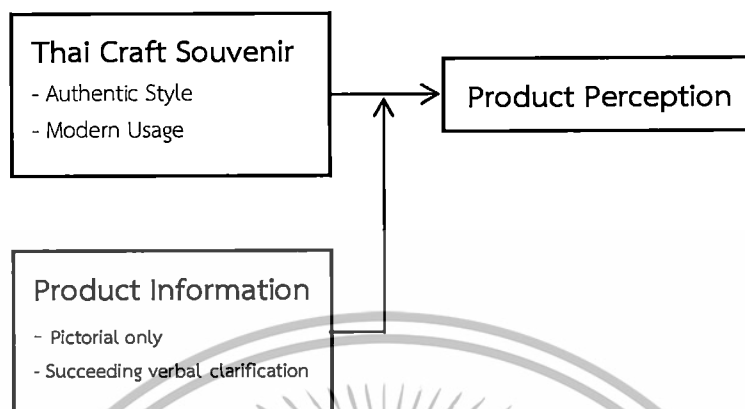 Thai Craft Souvenir
- Authentic Style
- Modern Usage
Product Perception
Product Information
- Pictorial only
- Succeeding verbal clarification